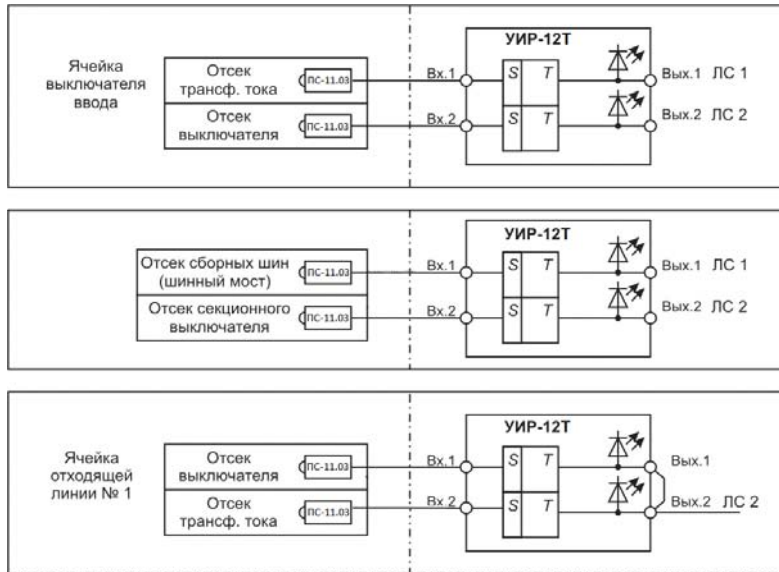 Ячейка
выключателя
ввода
Отсек
трансф. тока
ПС-11.03
Отсек
выключателя
ПС-11.03
Вх.1
Вх.2
УИР-12Т
S T
S T
Вых.1 ЛС 1
Вых.2 ЛС 2
Отсек сборных шин
(шинный мост)
ПС-11.03
Отсек секционного
выключателя
ПС-11.03
Вх.1
Вх.2
УИР-12Т
S T
S T
Вых.1 ЛС 1
Вых.2 ЛС 2
Ячейка
отходящей
линии № 1
Отсек
выключателя
ПС-11.03
Отсек
трансф. тока
ПС-11.03
Вх.1
Вх.2
УИР-12Т
S T
S T
Вых.1
Вых.2 ЛС 2